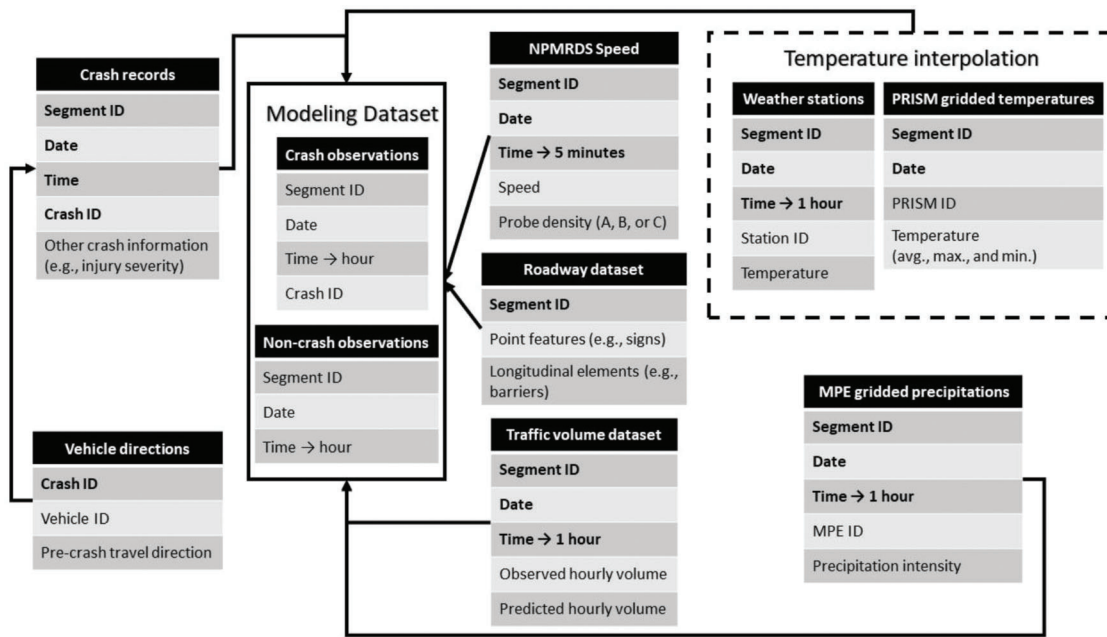 Crash records
Segment ID
Date
Time
Crash ID
Other crash information
(e.g., injury severity)
Vehicle directions
Crash ID
Vehicle ID
Pre-crash travel direction
Modeling Dataset
Crash observations
Segment ID
Date
Time → hour
Crash ID
Non-crash observations
Segment ID
Date
Time → hour
NPMRDS Speed
Segment ID
Date
Time → 5 minutes
Speed
Probe density (A, B, or C)
Roadway dataset
Segment ID
Point features (e.g., signs)
Longitudinal elements (e.g.,
barriers)
Traffic volume dataset
Segment ID
Date
Time → 1 hour
Observed hourly volume
Predicted hourly volume
Temperature interpolation
Weather stations
Segment ID
Date
Time → 1 hour
Station ID
Temperature
PRISM gridded temperatures
Segment ID
Date
PRISM ID
Temperature
(avg., max., and min.)
MPE gridded precipitations
Segment ID
Date
Time → 1 hour
MPE ID
Precipitation intensity